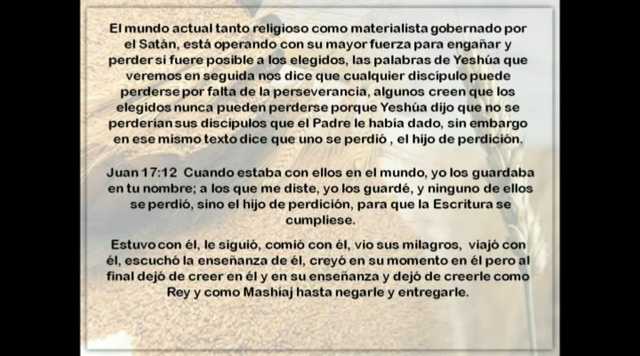 El mundo actual tanto religioso como materialista gobernado por
el Satán, está operando con su mayor fuerza para engañar y
perder si fuere posible a los elegidos, las palabras de Yeshúa que
veremos en seguida nos dice que cualquier discípulo puede
perderse por falta de la perseverancia, algunos creen que los
elegidos nunca pueden perderse porque Yeshúa dijo que no se
perderían sus discípulos que el Padre le había dado, sin embargo
en ese mismo texto dice que uno se perdió , el hijo de perdición.
Juan 17:12 Cuando estaba con ellos en el mundo, yo los guardaba
en tu nombre; a los que me diste, yo los guardé, y ninguno de ellos
se perdió, sino el hijo de perdición, para que la Escritura se
cumpliese.
Estuvo con él, le siguió, comió con él, vio sus milagros, viajó con
él, escuchó la enseñanza de él, creyó en su momento en él pero al
final dejó de creer en él y en su enseñanza y dejó de creerle como
Rey y como Mashiaj hasta negarle y entregarle.